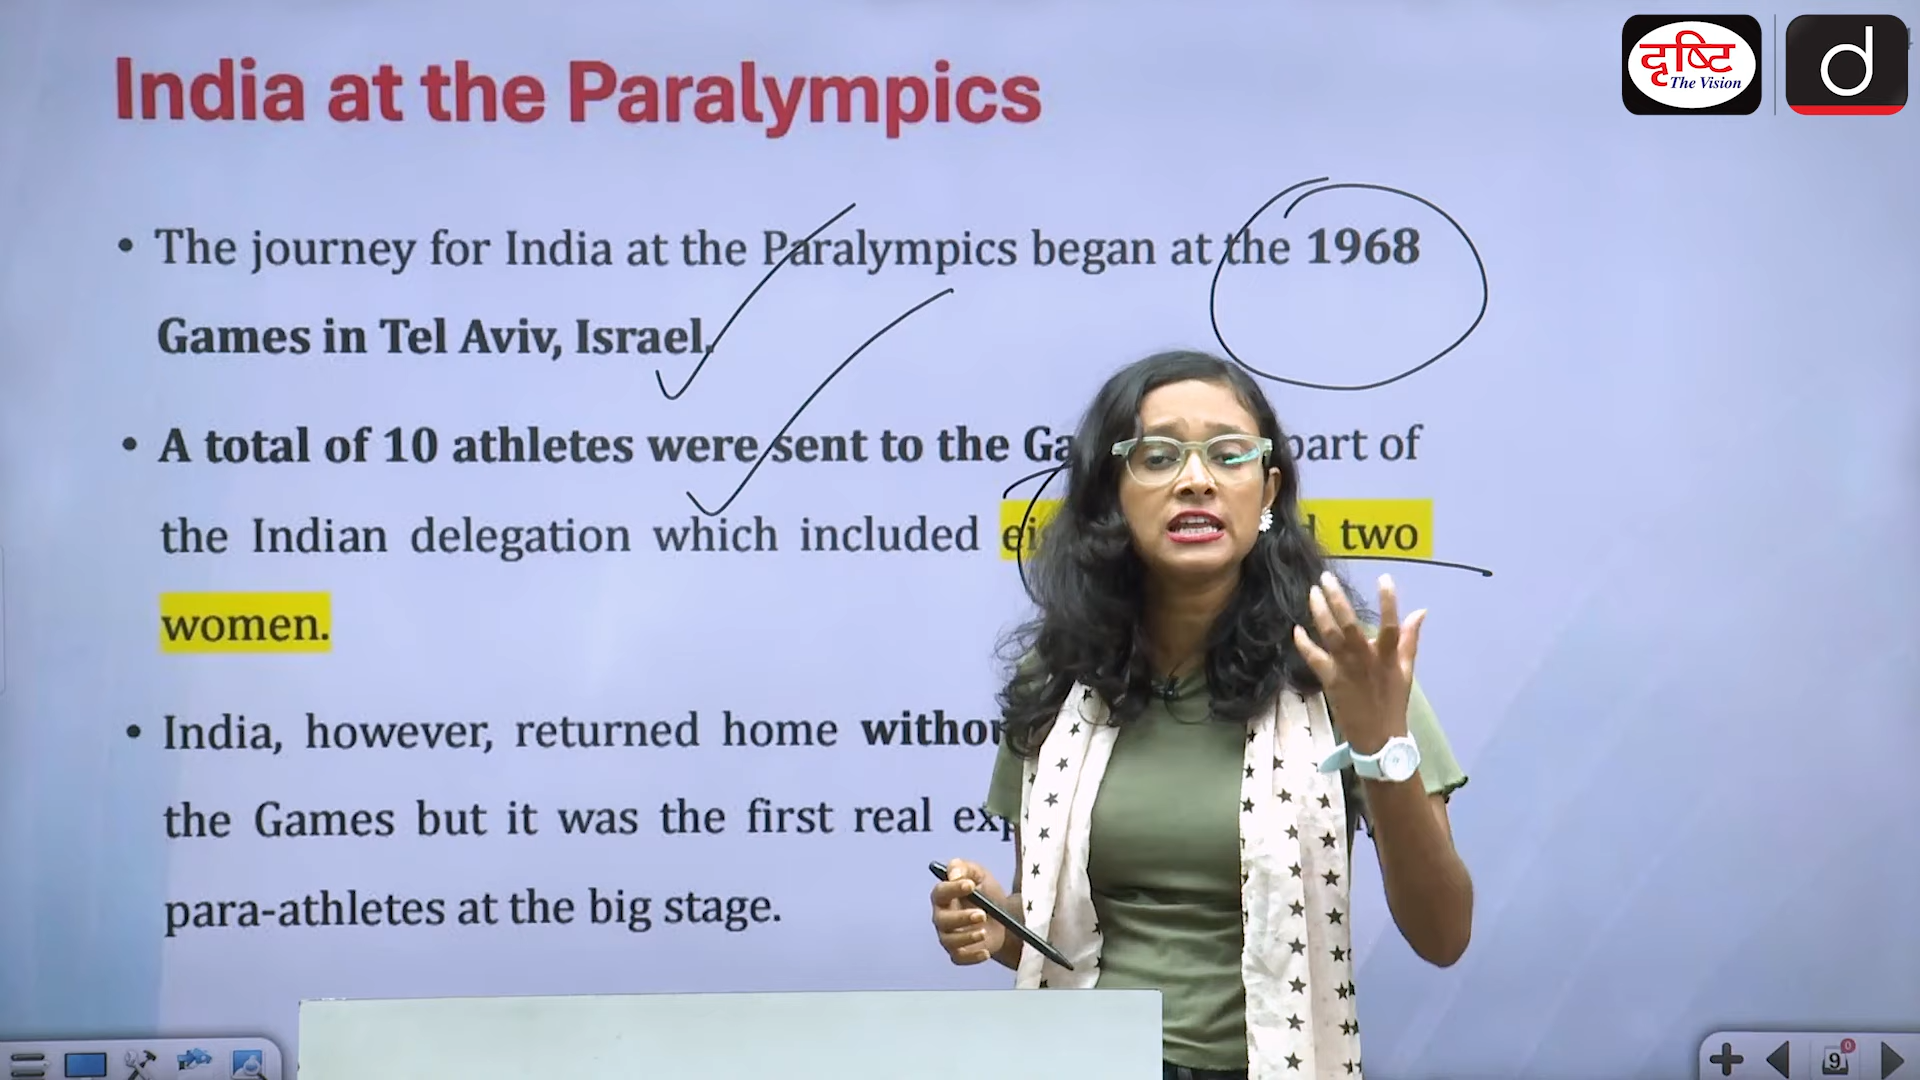 दृष्टि
The Vision
d
India at the Paralympics
• The journey for India at the Paralympics began at the 1968
Games in Tel Aviv, Israel.
• A total of 10 athletes were sent to the part of
the Indian delegation which included two
women.
• India, however, returned home
the Games but it was the first real
para-athletes at the big stage.
9
0